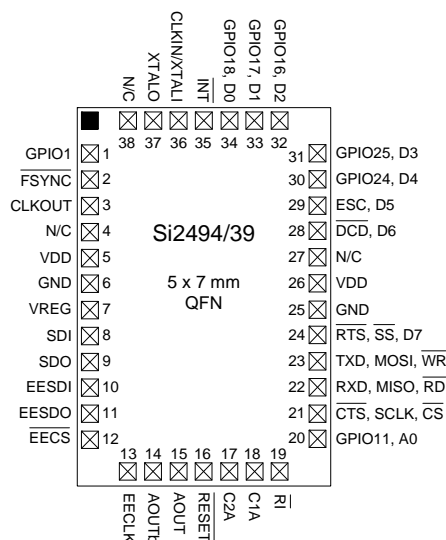 N/C
XTALO
CLKIN/XTALI
INT
GPIO18, D0
GPIO17, D1
GPIO16, D2
38
37
36
35
34
33
32
GPIO1 1
FSYNC 2
CLKOUT 3
N/C 4
VDD 5
GND 6
VREG 7
SDI 8
SDO 9
EESDI 10
EESDO 11
EECS 12
Si2494/39
5 x 7 mm
QFN
31 GPIO25, D3
30 GPIO24, D4
29 ESC, D5
28 DCD, D6
27 N/C
26 VDD
25 GND
24 RTS, SS, D7
23 TXD, MOSI, WR
22 RXD, MISO, RD
21 CTS, SCLK, CS
20 GPIO11, A0
13
14
15
16
17
18
19
EECLK
AOUTb
AOUT
RESET
C2A
C1A
RI